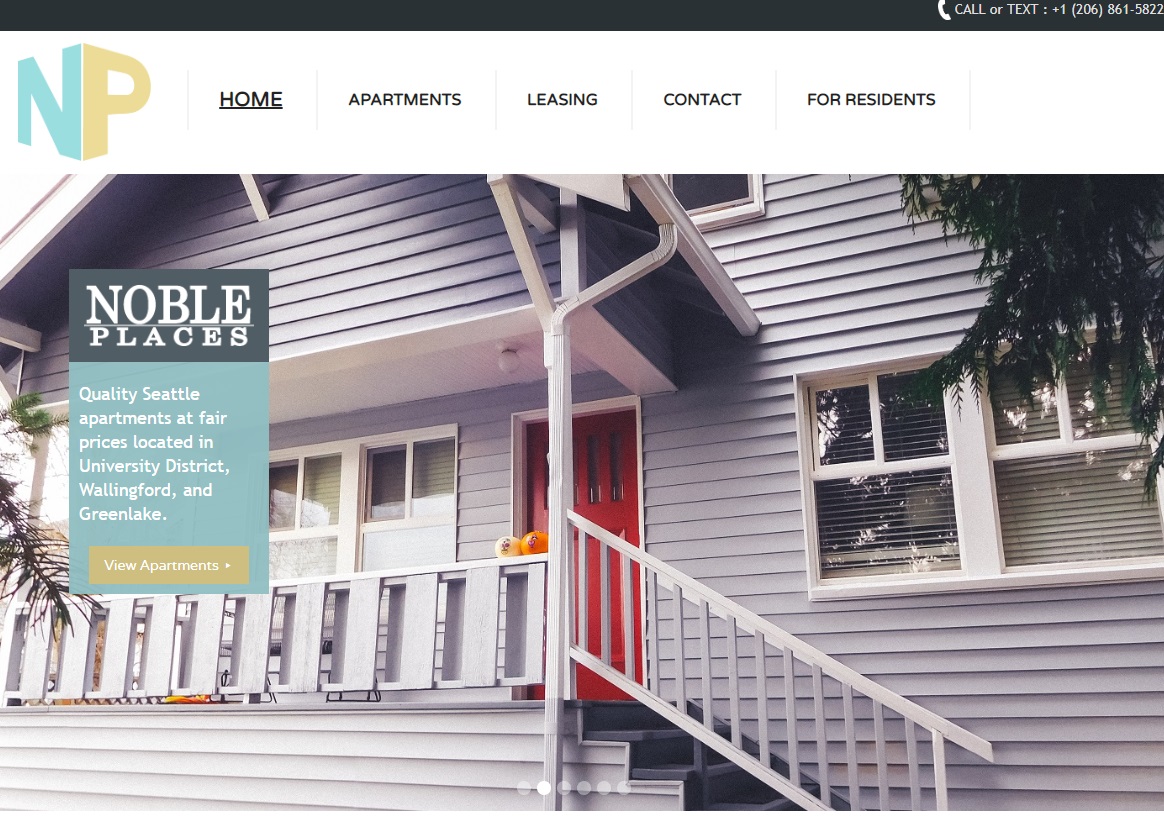 CALL or TEXT : +1 (206) 861-5822
NP
HOME
APARTMENTS
LEASING
CONTACT
FOR RESIDENTS
NOBLE
PLACES
Quality Seattle
apartments at fair
prices located in
University District,
Wallingford, and
Greenlake.
View Apartments